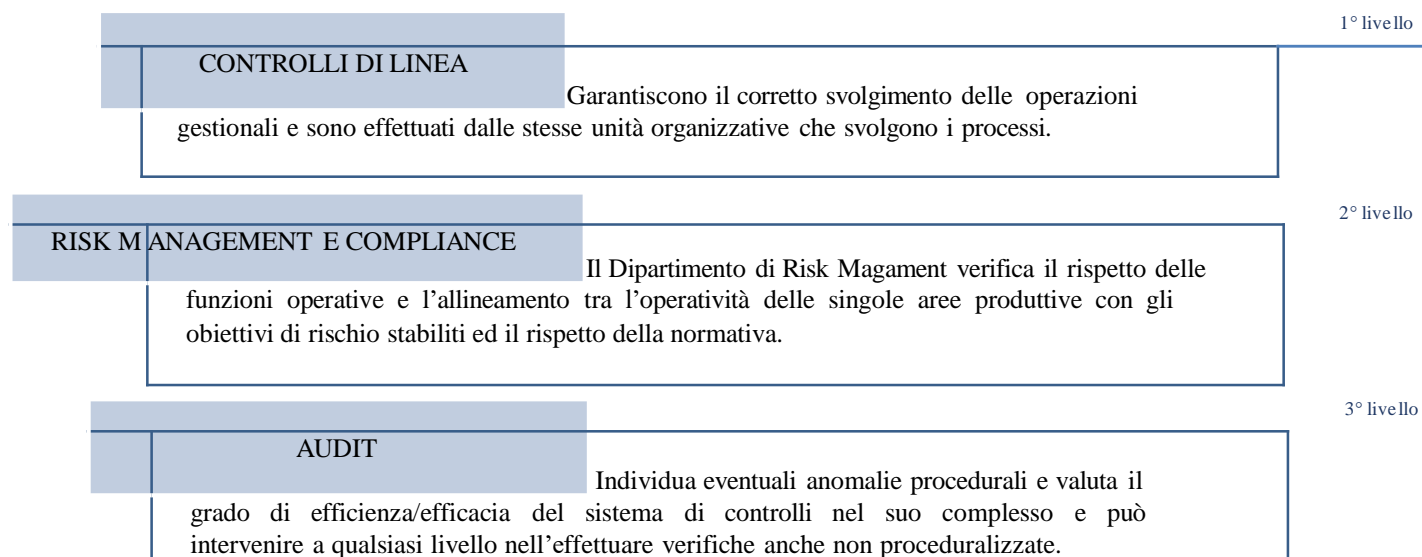 1° livello
CONTROLLI DI LINEA
Garantiscono il corretto svolgimento delle operazioni
gestionali e sono effettuati dalle stesse unità organizzative che svolgono i processi.
2° livello
RISK MANAGEMENT E COMPLIANCE
Il Dipartimento di Risk Magament verifica il rispetto delle
funzioni operative e l’allineamento tra l’operatività delle singole aree produttive con gli
obiettivi di rischio stabiliti ed il rispetto della normativa.
3° livello
AUDIT
Individua eventuali anomalie procedurali e valuta il
grado di efficienza/efficacia del sistema di controlli nel suo complesso e può
intervenire a qualsiasi livello nell’effettuare verifiche anche non proceduralizzate.